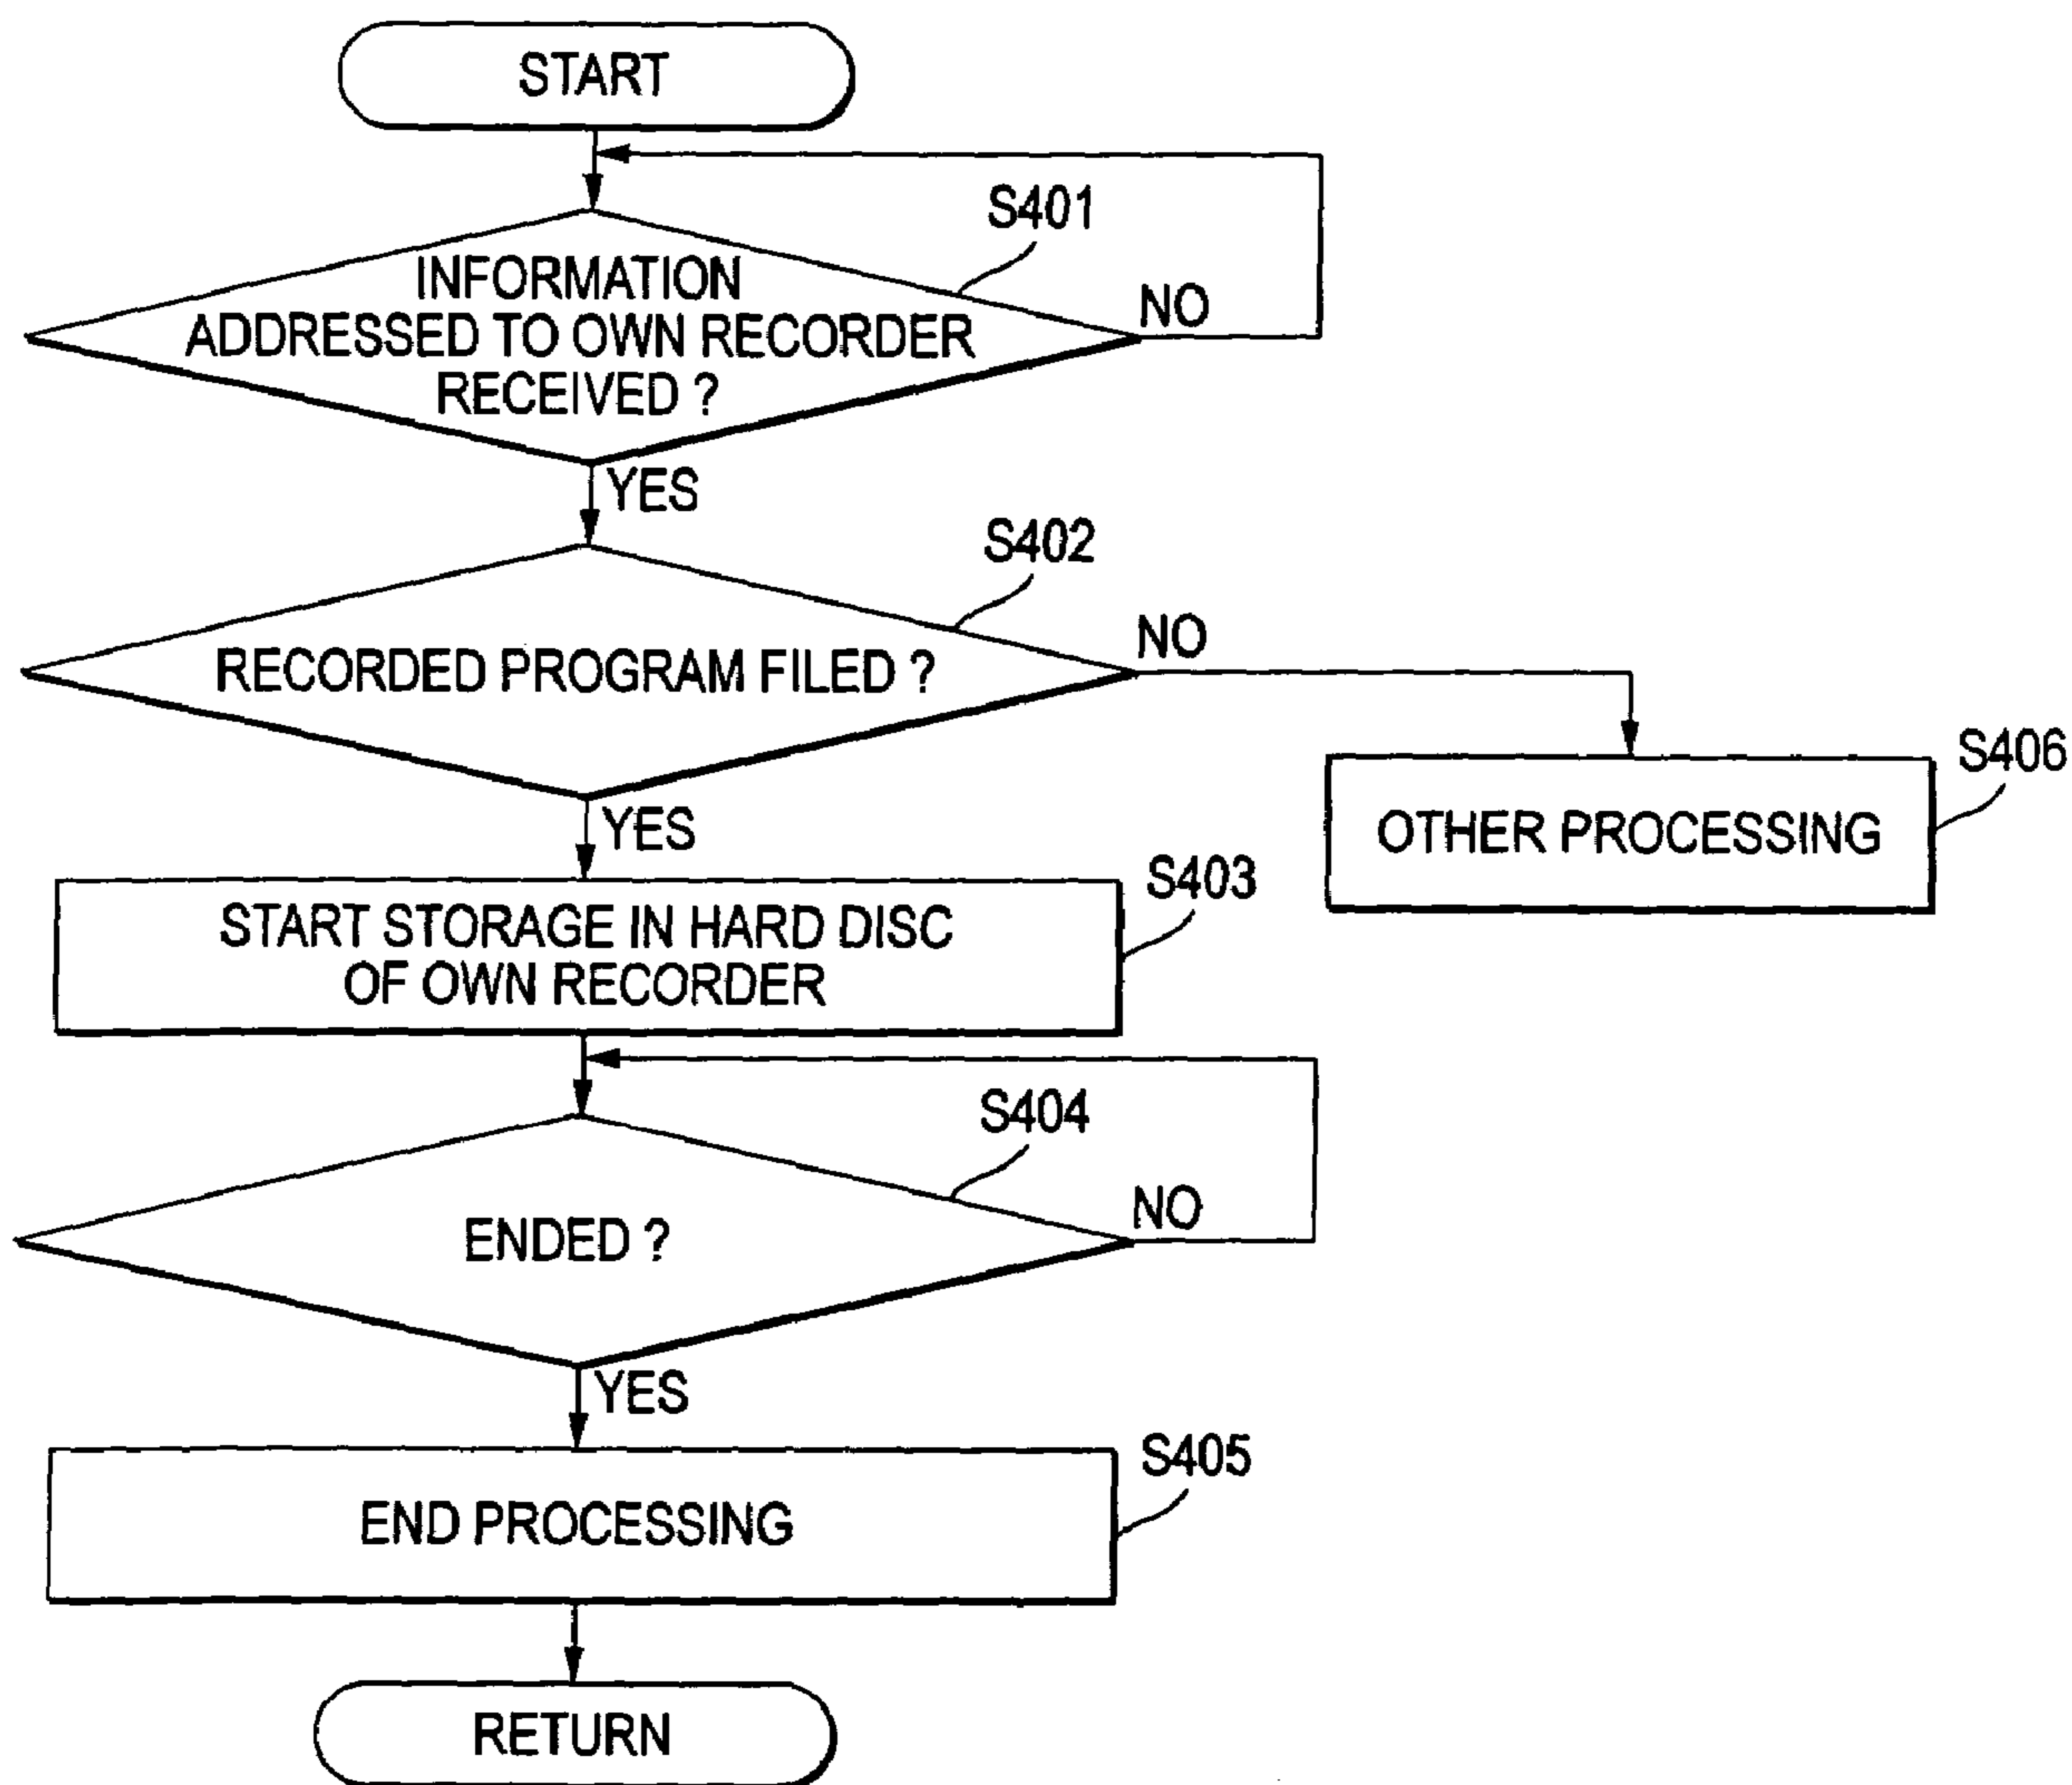 START
S401
INFORMATION
ADDRESSED TO OWN RECORDER
RECEIVED ?
NO
YES
S402
RECORDED PROGRAM FILED ?
NO
YES
S406
OTHER PROCESSING
S403
START STORAGE IN HARD DISC
OF OWN RECORDER
S404
ENDED ?
NO
YES
S405
END PROCESSING
RETURN